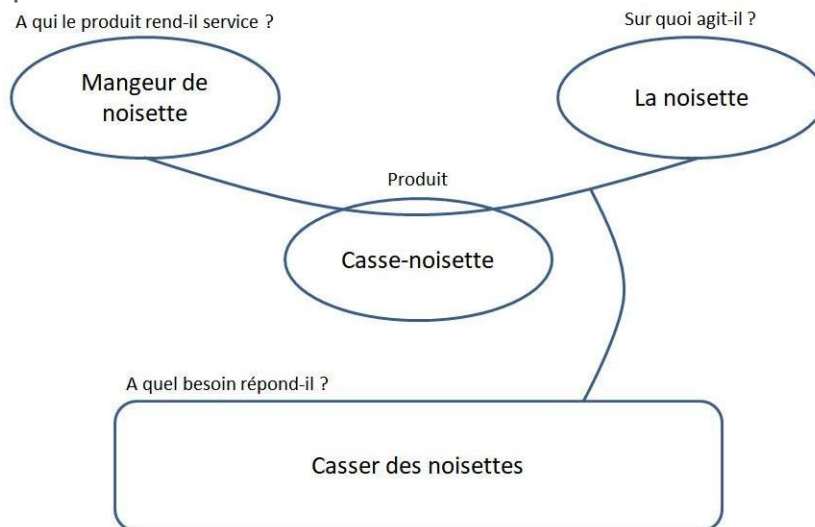 A qui le produit rend-il service ?
Sur quoi agit-il ?
Mangeur de
noisette
La noisette
Produit
Casse-noisette
A quel besoin répond-il ?
Casser des noisettes